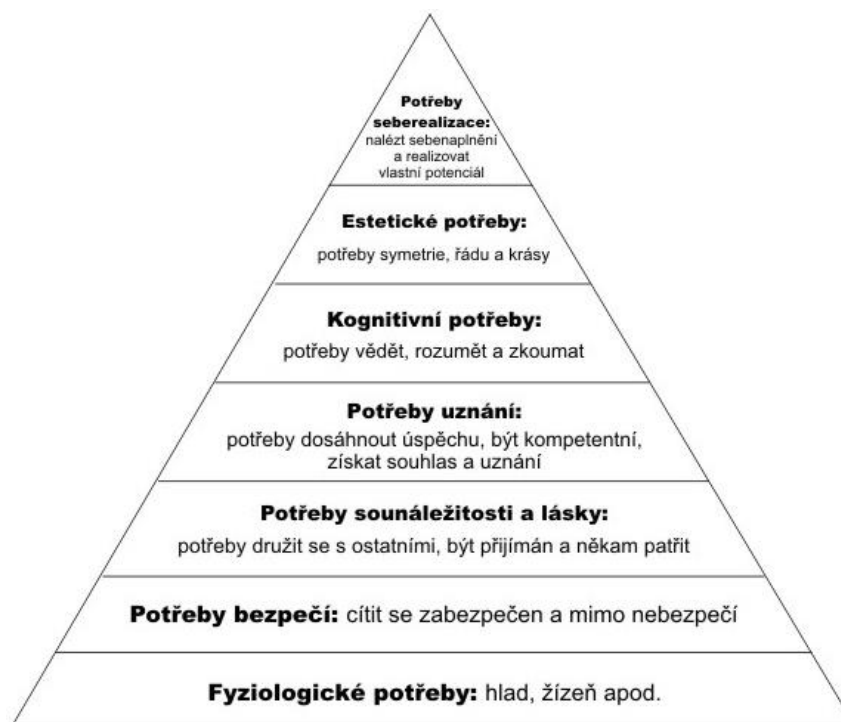 Potřeby
seberealizace:
nalézt sebenaplnění
a realizovat
vlastní potenciál
Estetické potřeby:
potřeby symetrie, řádu a krásy
Kognitivní potřeby:
potřeby vědět, rozumět a zkoumat
Potřeby uznání:
potřeby dosáhnout úspěchu, být kompetentní,
získat souhlas a uznání
Potřeby sounáležitosti a lásky:
potřeby družit se s ostatními, být přijímán a někam patřit
Potřeby bezpečí: cítit se zabezpečen a mimo nebezpečí
Fyziologické potřeby: hlad, žízeň apod.